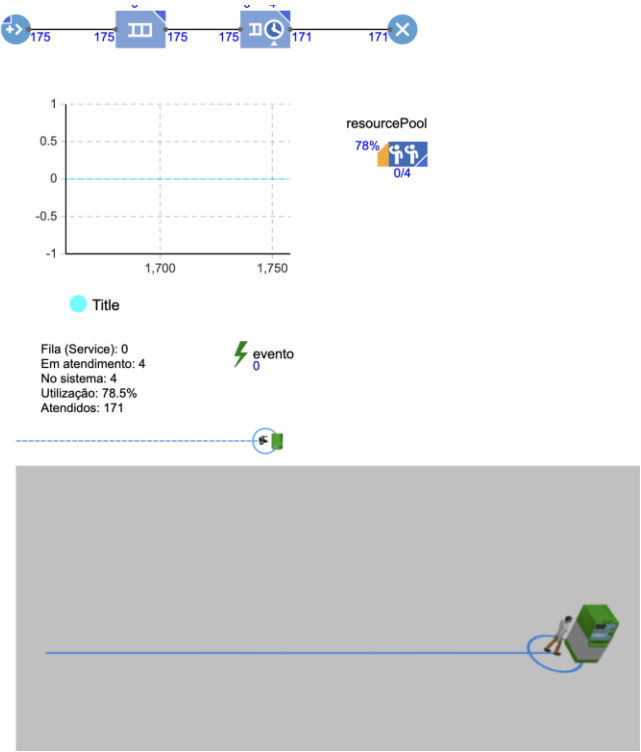 175
175
175
175
171
171
1
0.5
0
-0.5
-1
1,700
1,750
Title
resourcePool
78%
0/4
Fila (Service): 0
Em atendimento: 4
No sistema: 4
Utilização: 78.5%
Atendidos: 171
evento
0